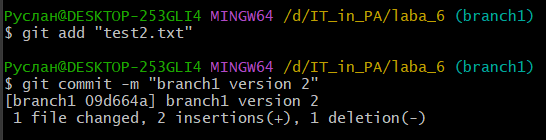 Руслан@DESKTOP-253GLI4 MINGW64 /d/IT_in_PA/laba_6 (branch1)
$ git add "test2.txt"
Руслан@DESKTOP-253GLI4 MINGW64 /d/IT_in_PA/laba_6 (branch1)
$ git commit -m "branch1 version 2"
[branch1 09d664a] branch1 version 2
 1 file changed, 2 insertions(+), 1 deletion(-)